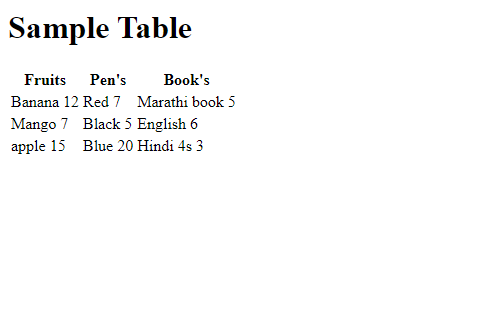 Sample Table
Fruits Pen's Book's
Banana 12 Red 7 Marathi book 5
Mango 7 Black 5 English 6
apple 15 Blue 20 Hindi 4s 3